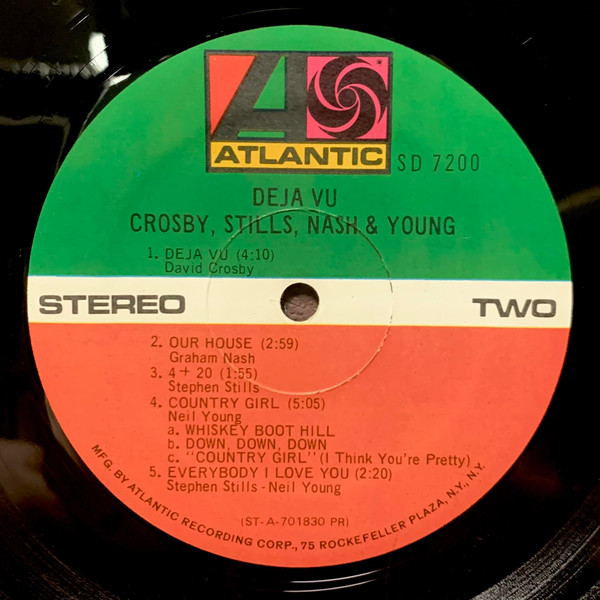 ATLANTIC
SD 7200
DEJA VU
CROSBY, STILLS, NASH & YOUNG
1. DEJA VU (4:10)
David Crosby
STEREO
TWO
2. OUR HOUSE (2:59)
Graham Nash
3. 4 + 20 (1:55)
Stephen Stills
4. COUNTRY GIRL (5:05)
Neil Young
a. WHISKEY BOOT HILL
b. DOWN, DOWN, DOWN
c. "COUNTRY GIRL" (I Think You're Pretty)
5. EVERYBODY I LOVE YOU (2:20)
Stephen Stills - Neil Young
(ST-A-701830 PR)
MFG. BY ATLANTIC RECORDING CORP., 75 ROCKEFELLER PLAZA, N.Y., N.Y.